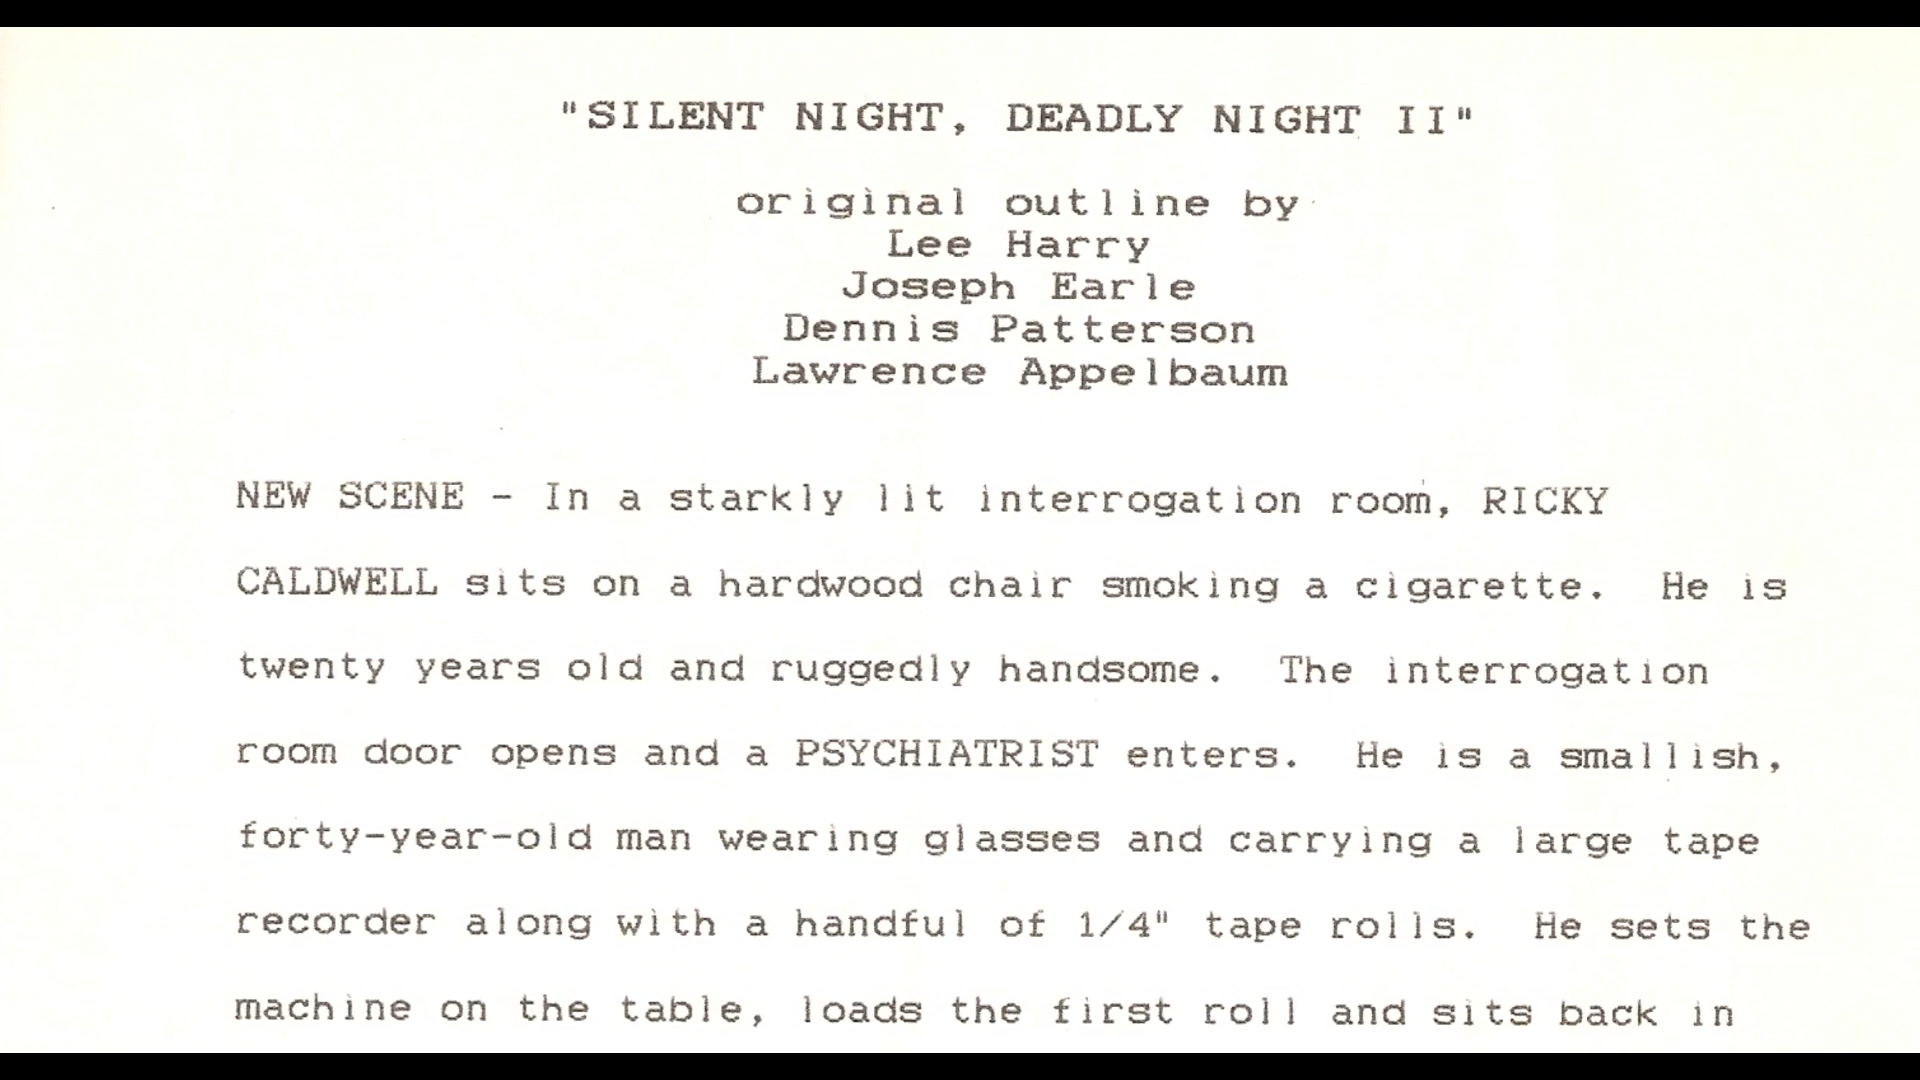 "SILENT NIGHT, DEADLY NIGHT II"
original outline by
Lee Harry
Joseph Earle
Dennis Patterson
Lawrence Appelbaum
NEW SCENE - In a starkly lit interrogation room, RICKY
CALDWELL sits on a hardwood chair smoking a cigarette. He is
twenty years old and ruggedly handsome. The interrogation
room door opens and a PSYCHIATRIST enters. He is a smallish,
forty-year-old man wearing glasses and carrying a large tape
recorder along with a handful of 1/4" tape rolls. He sets the
machine on the table, loads the first roll and sits back in